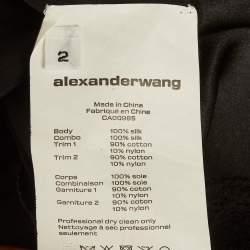 2
alexanderwang
Made in China
Fabriqué en Chine
CA00985
Body 100% silk
Combo 100% silk
Trim 1 90% cotton
10% nylon
Trim 2 90% cotton
10% nylon
Corps 100% soie
Combinaison 100% soie
Garniture 1 90% coton
10% nylon
Garniture 2 90% coton
10% nylon
Professional dry clean only
Nettoyage à sec professionnel
seulement